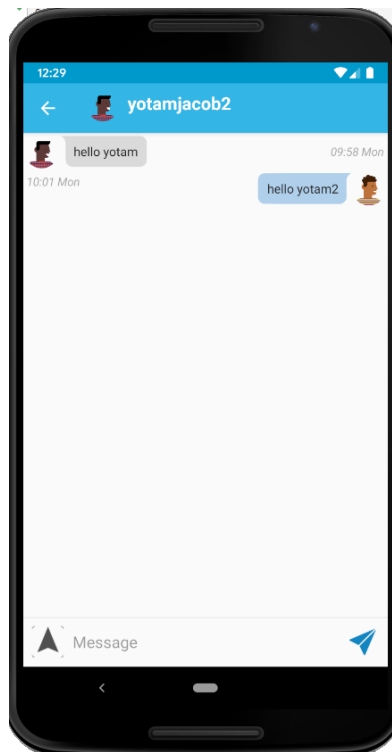 12:29
yotamjacob2
hello yotam
09:58 Mon
10:01 Mon
hello yotam2
Message